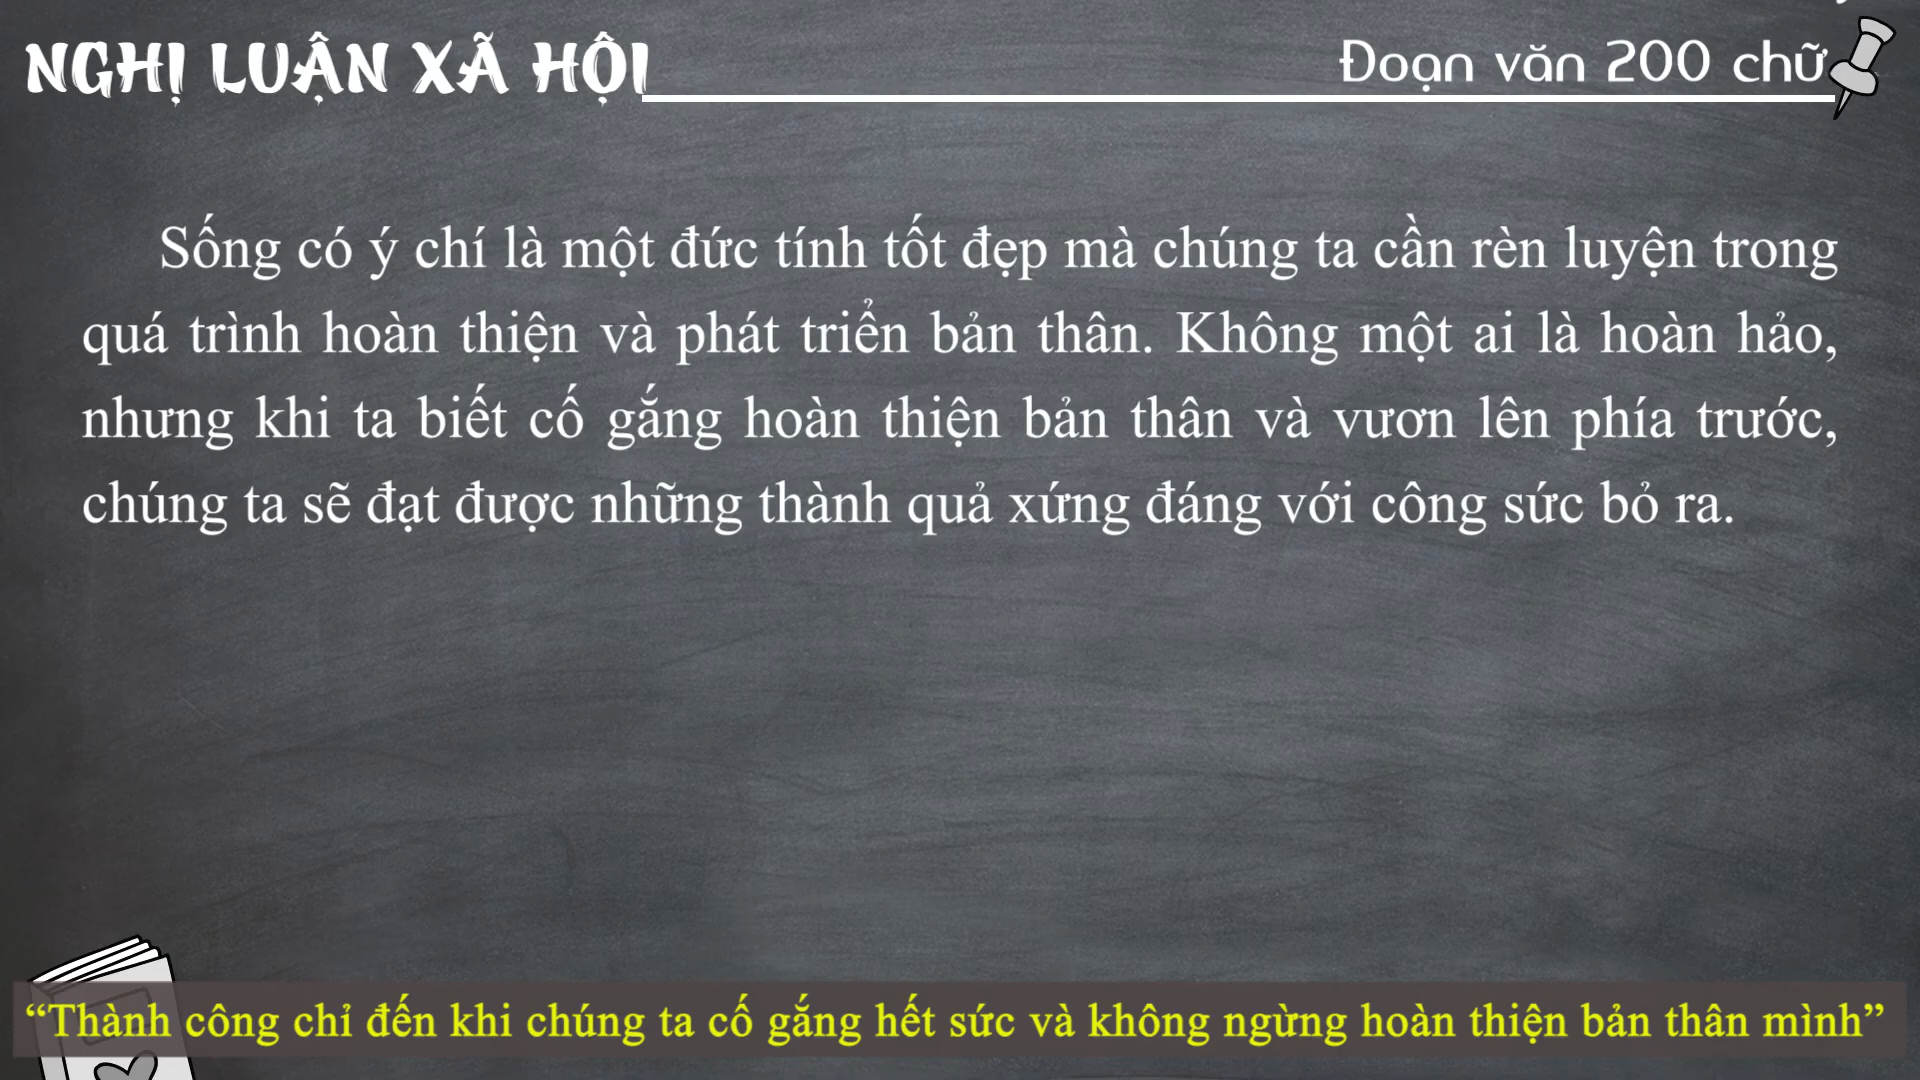 NGHỊ LUẬN XÃ HỘI
Đoạn văn 200 chữ
Sống có ý chí là một đức tính tốt đẹp mà chúng ta cần rèn luyện trong
quá trình hoàn thiện và phát triển bản thân. Không một ai là hoàn hảo,
nhưng khi ta biết cố gắng hoàn thiện bản thân và vươn lên phía trước,
chúng ta sẽ đạt được những thành quả xứng đáng với công sức bỏ ra.
“Thành công chỉ đến khi chúng ta cố gắng hết sức và không ngừng hoàn thiện bản thân mình”